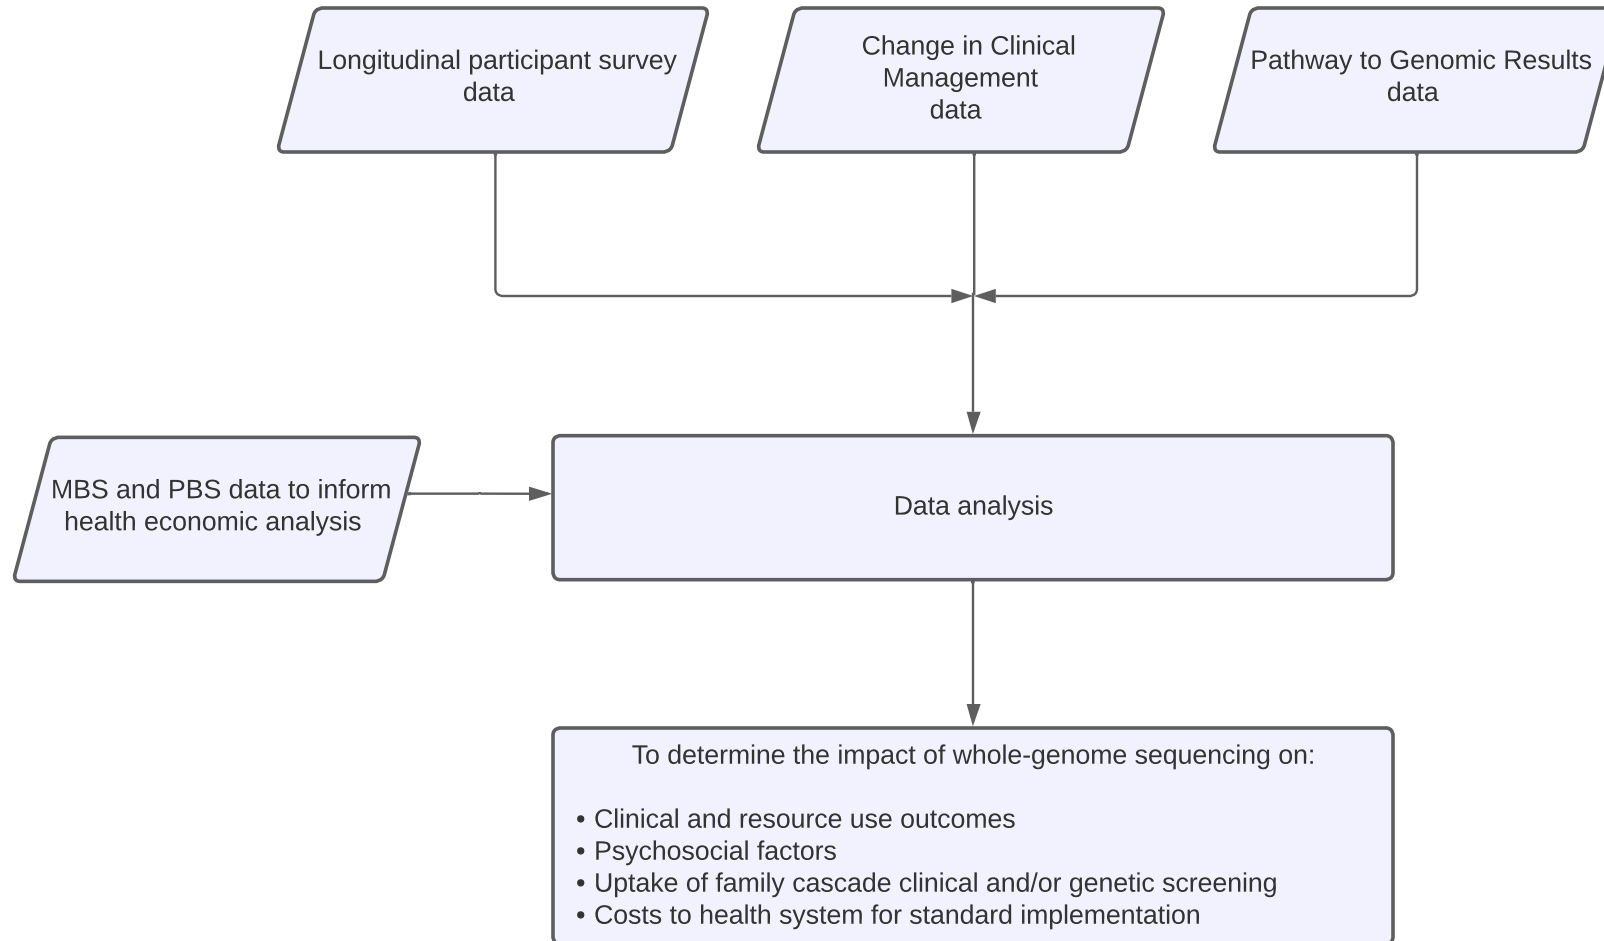 Longitudinal participant survey
data
Change in Clinical
Management
data
Pathway to Genomic Results
data
MBS and PBS data to inform
health economic analysis
Data analysis
To determine the impact of whole-genome sequencing on:
• Clinical and resource use outcomes
• Psychosocial factors
• Uptake of family cascade clinical and/or genetic screening
• Costs to health system for standard implementation